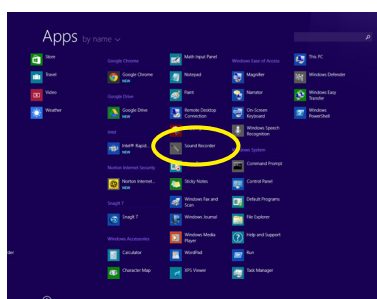 Apps by name
Store
Travel
Video
Weather
Google Chrome
Google Chrome
NEW
Google Drive
Google Drive
NEW
Intel
Intel® Rapid...
NEW
Norton Internet Security
Norton Internet...
NEW
Snagit 7
Snagit 7
NEW
Windows Accessories
Calculator
Character Map
Math Input Panel
Notepad
Paint
Remote Desktop
Connection
Sound Recorder
Sticky Notes
Windows Fax and
Scan
Windows Journal
Windows Media
Player
WordPad
XPS Viewer
Windows Ease of Access
Magnifier
Narrator
On-Screen
Keyboard
Windows Speech
Recognition
System
Command Prompt
Control Panel
Default Programs
File Explorer
Help and Support
Run
Task Manager
This PC
Windows Defender
Windows Easy
Transfer
Windows
PowerShell